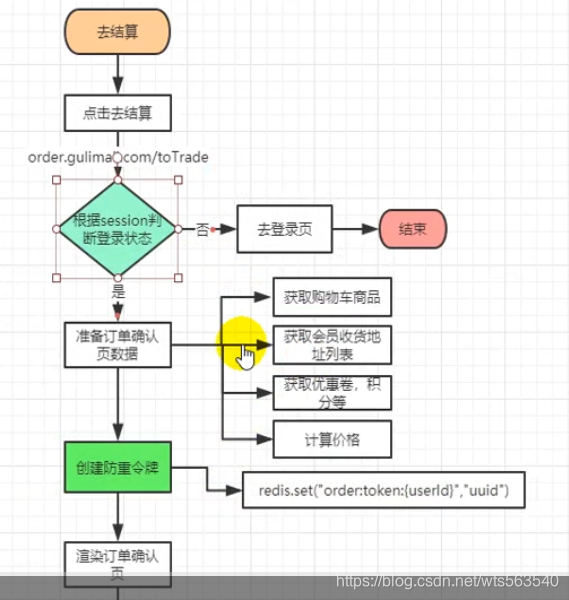 去结算
点击去结算
order.gulimall.com/toTrade
根据session判
断登录状态
否
去登录页
结束
是
获取购物车商品
准备订单确认
页数据
获取会员收货地
址列表
获取优惠卷，积
分等
计算价格
创建防重令牌
redis.set("order:token:{userId}","uuid")
渲染订单确认
页
https://blog.csdn.net/wts563540